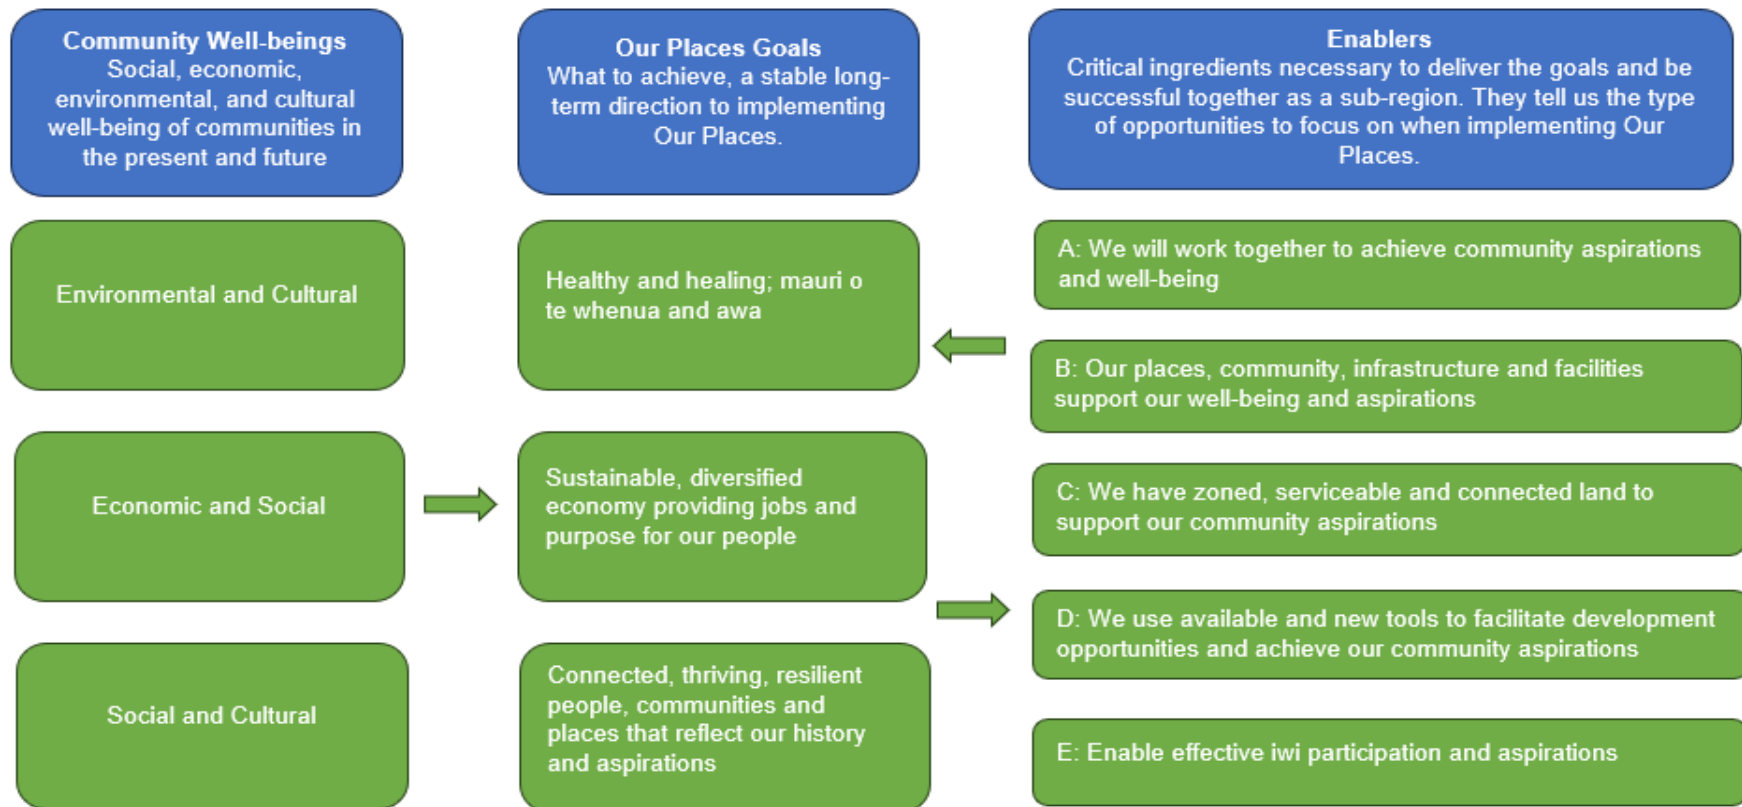 Community Well-beings
Social, economic,
environmental, and cultural
well-being of communities in
the present and future
Our Places Goals
What to achieve, a stable long-
term direction to implementing
Our Places.
Enablers
Critical ingredients necessary to deliver the goals and be
successful together as a sub-region. They tell us the type
of opportunities to focus on when implementing Our
Places.
Environmental and Cultural
Healthy and healing; mauri o
te whenua and awa
A: We will work together to achieve community aspirations
and well-being
B: Our places, community, infrastructure and facilities
support our well-being and aspirations
Economic and Social
Sustainable, diversified
economy providing jobs and
purpose for our people
C: We have zoned, serviceable and connected land to
support our community aspirations
D: We use available and new tools to facilitate development
opportunities and achieve our community aspirations
Social and Cultural
Connected, thriving, resilient
people, communities and
places that reflect our history
and aspirations
E: Enable effective iwi participation and aspirations